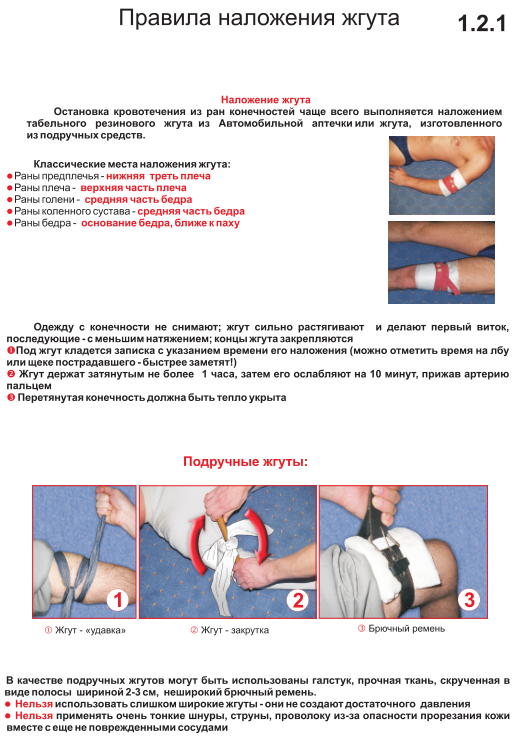 Правила наложения жгута
1.2.1
Наложение жгута
Остановка кровотечения из ран конечностей чаще всего выполняется наложением
табельного резинового жгута из Автомобильной аптечки или жгута, изготовленного
из подручных средств.
Классические места наложения жгута:
● Раны предплечья - нижняя треть плеча
● Раны плеча - верхняя часть плеча
● Раны голени - средняя часть бедра
● Раны коленного сустава - средняя часть бедра
● Раны бедра - основание бедра, ближе к паху
Одежду с конечности не снимают; жгут сильно растягивают и делают первый виток,
последующие - с меньшим натяжением; концы жгута закрепляются
❶Под жгут кладется записка с указанием времени его наложения (можно отметить время на лбу
или щеке пострадавшего - быстрее заметят!)
❷ Жгут держат затянутым не более 1 часа, затем его ослабляют на 10 минут, прижав артерию
пальцем
❸ Перетянутая конечность должна быть тепло укрыта
Подручные жгуты:
1
2
3
① Жгут - «удавка»
② Жгут - закрутка
③ Брючный ремень
В качестве подручных жгутов могут быть использованы галстук, прочная ткань, скрученная в
виде полосы шириной 2-3 см, неширокий брючный ремень.
● Нельзя использовать слишком широкие жгуты - они не создают достаточного давления
● Нельзя применять очень тонкие шнуры, струны, проволоку из-за опасности прорезания кожи
вместе с еще не поврежденными сосудами